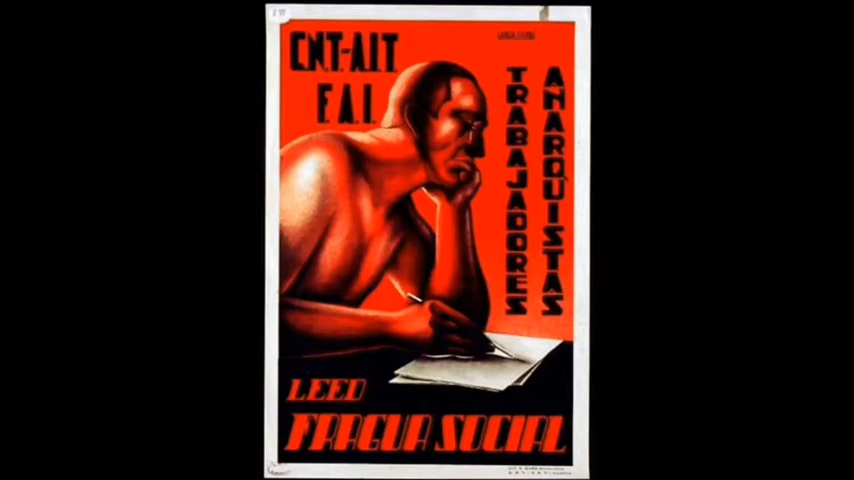 C.N.T.-A.I.T.
F.A.I.
TRABAJADORES
ANARQUISTAS
LEED
FRAGUA SOCIAL